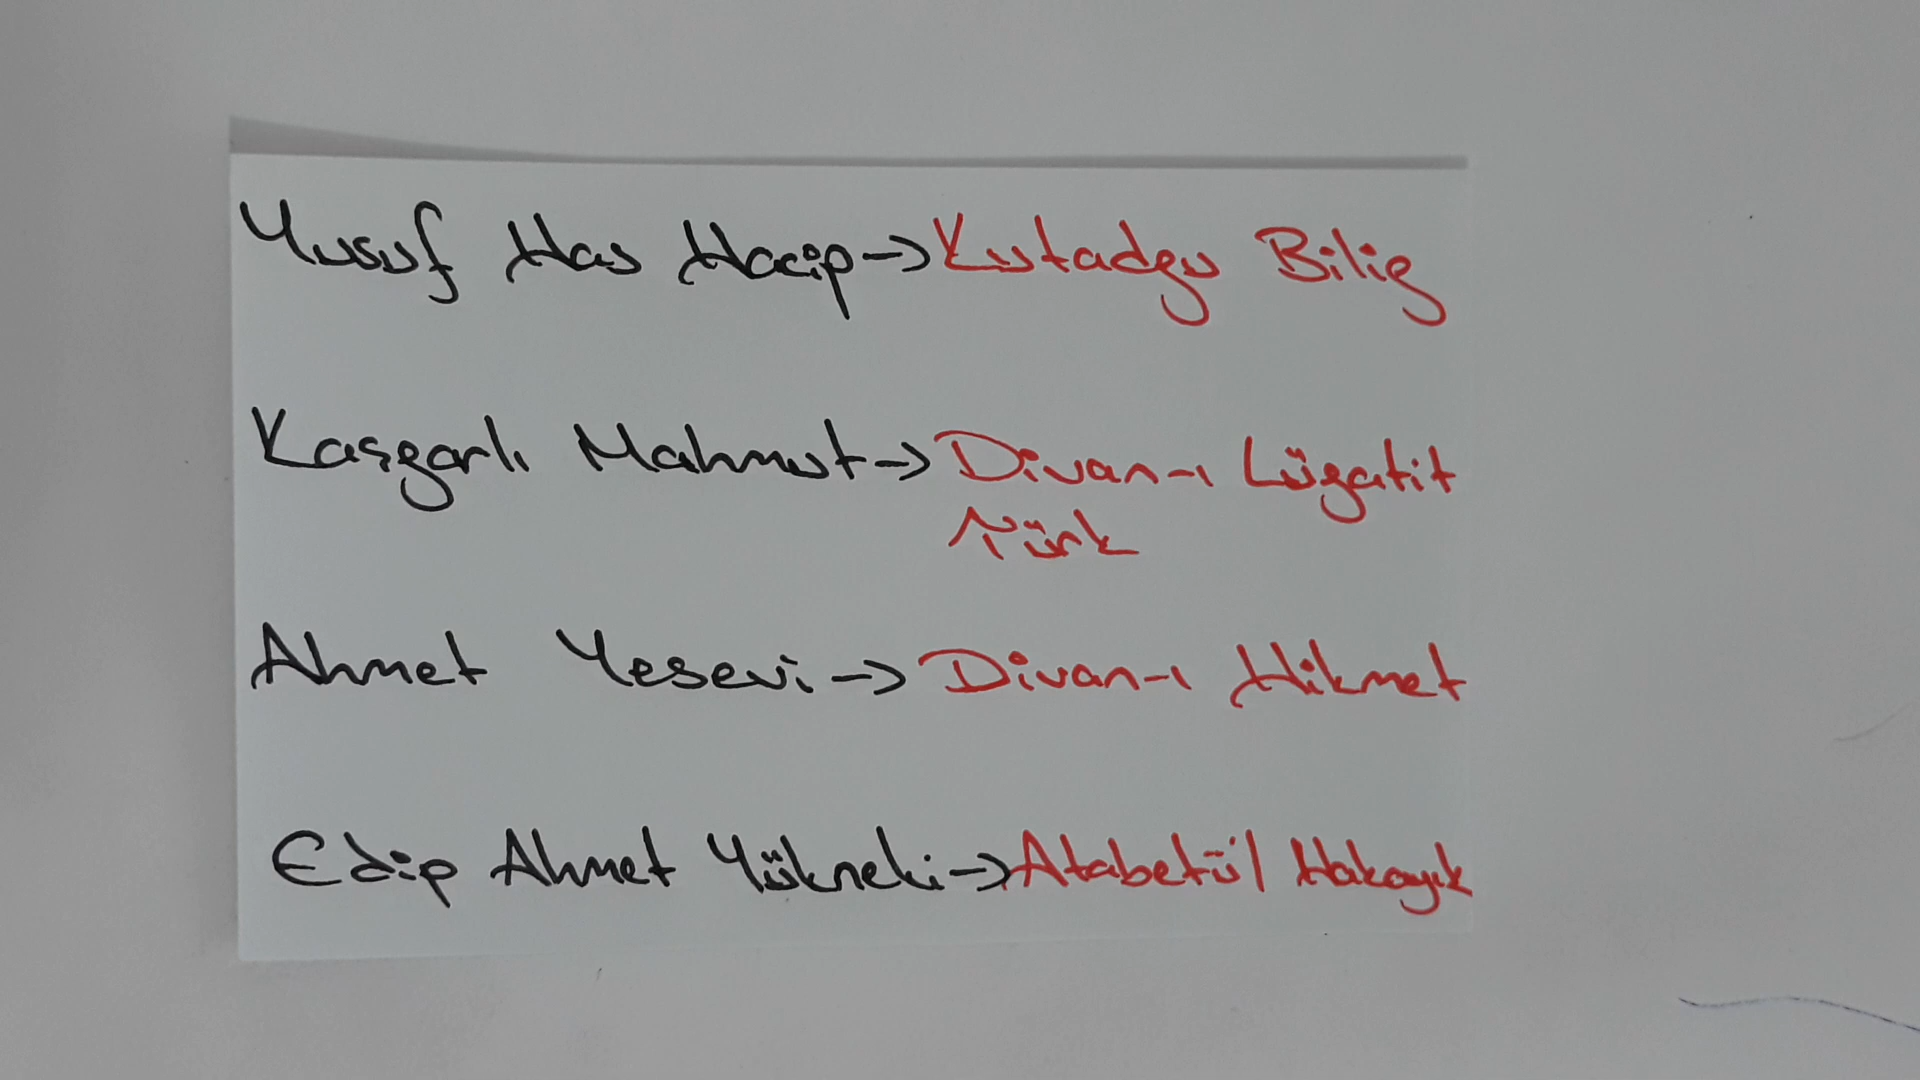 Yusuf Has Hacip → Kutadgu Bilig
Kaşgarlı Mahmut → Divan-ı Lügatit
Türk
Ahmet Yesevi → Divan-ı Hikmet
Edip Ahmet Yükneki → Atabetül Hakayık